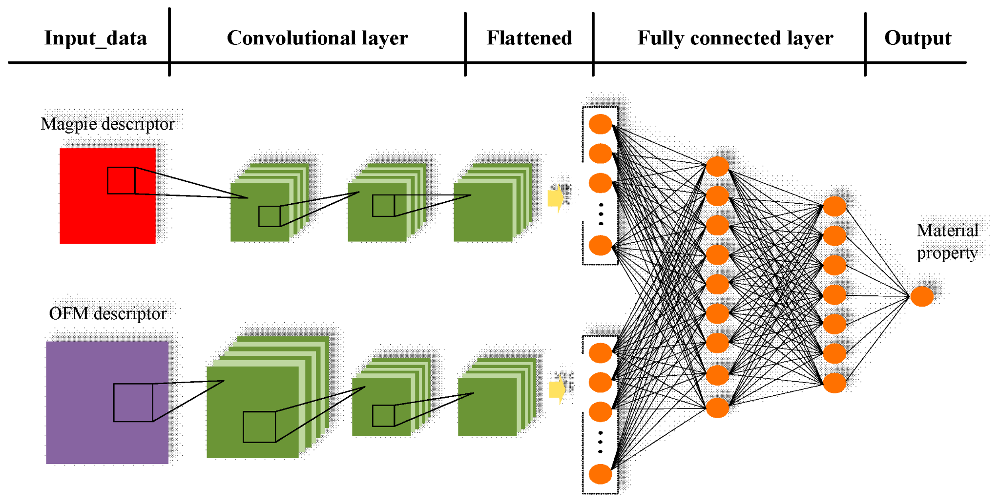 Input_data
Convolutional layer
Flattened
Fully connected layer
Output
Magpie descriptor
Material
property
OFM descriptor